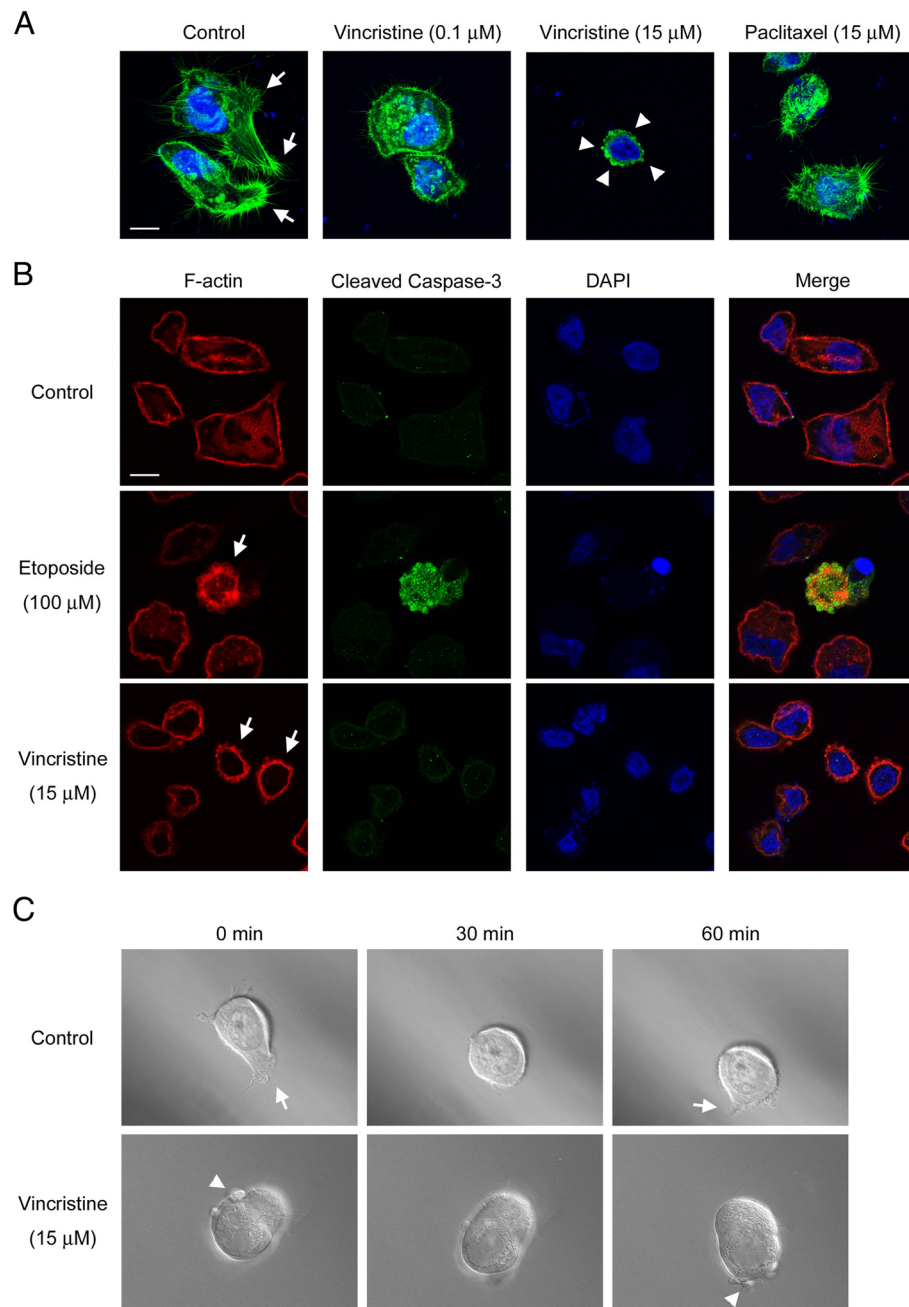 A
Control
Vincristine (0.1 μM)
Vincristine (15 μM)
Paclitaxel (15 μM)
B
F-actin
Cleaved Caspase-3
DAPI
Merge
Control
Etoposide
(100 μM)
Vincristine
(15 μM)
C
0 min
30 min
60 min
Control
Vincristine
(15 μM)